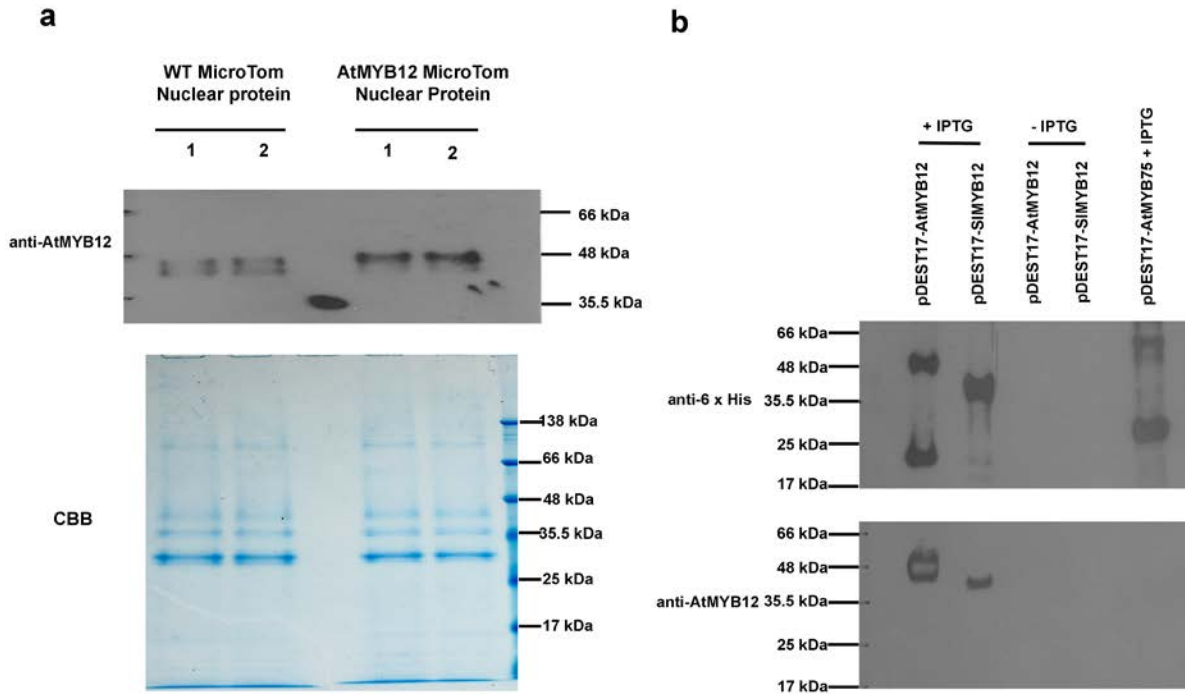 a
WT MicroTom
Nuclear protein
AtMYB12 MicroTom
Nuclear Protein
1
2
1
2
anti-AtMYB12
66 kDa
48 kDa
35.5 kDa
CBB
138 kDa
66 kDa
48 kDa
35.5 kDa
25 kDa
17 kDa
b
+ IPTG
- IPTG
pDEST17-AtMYB12
pDEST17-SlMYB12
pDEST17-AtMYB12
pDEST17-SlMYB12
pDEST17-AtMYB75 + IPTG
anti-6 x His
66 kDa
48 kDa
35.5 kDa
25 kDa
17 kDa
anti-AtMYB12
66 kDa
48 kDa
35.5 kDa
25 kDa
17 kDa